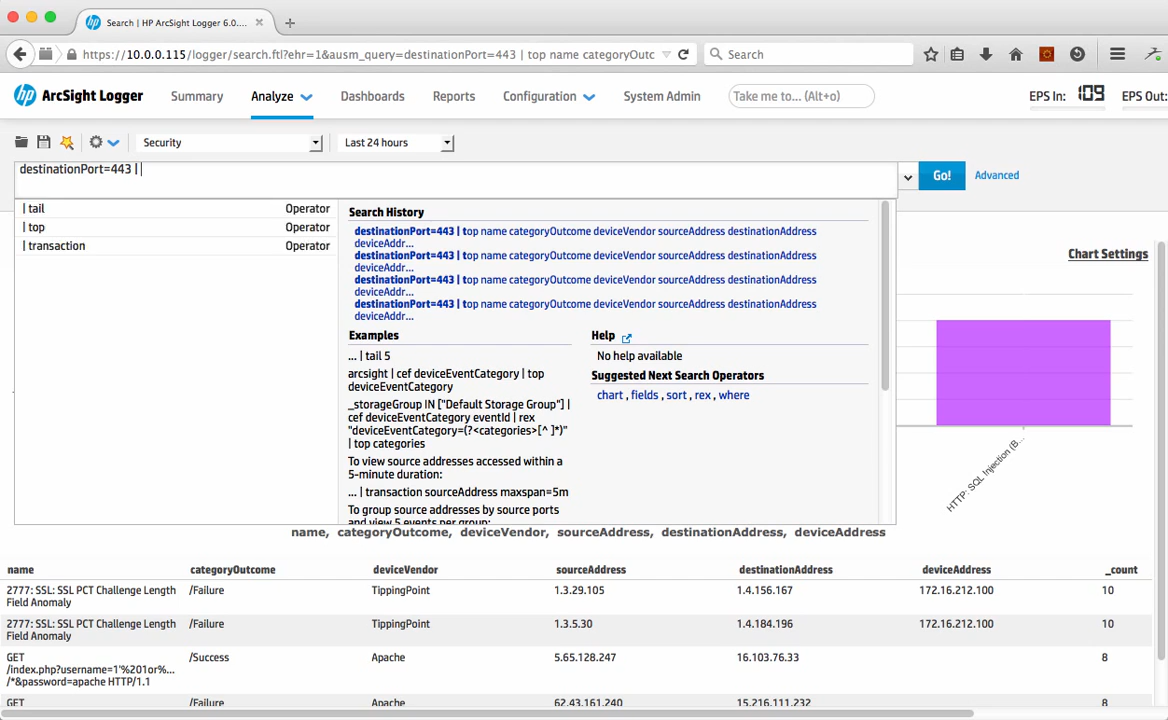 Search | HP ArcSight Logger 6.0....
https://10.0.0.115/logger/search.ftl?ehr=1&ausm_query=destinationPort=443 | top name categoryOutc
Search
hp ArcSight Logger Summary Analyze Dashboards Reports Configuration System Admin Take me to... (Alt+o) EPS In: 109 EPS Out:
Security Last 24 hours
destinationPort=443 | 
Go! Advanced
| tail Operator
| top Operator
| transaction Operator
Search History
destinationPort=443 | top name categoryOutcome deviceVendor sourceAddress destinationAddress
deviceAddr...
destinationPort=443 | top name categoryOutcome deviceVendor sourceAddress destinationAddress
deviceAddr...
destinationPort=443 | top name categoryOutcome deviceVendor sourceAddress destinationAddress
deviceAddr...
destinationPort=443 | top name categoryOutcome deviceVendor sourceAddress destinationAddress
deviceAddr...
Examples
... | tail 5
arcsight | cef deviceEventCategory | top
deviceEventCategory
_storageGroup IN ["Default Storage Group"] |
cef deviceEventCategory eventId | rex
"deviceEventCategory=(?<categories>[^ ]*)"
| top categories
To view source addresses accessed within a
5-minute duration:
... | transaction sourceAddress maxspan=5m
To group source addresses by source ports
and view 5 events per group:
Help
No help available
Suggested Next Search Operators
chart , fields , sort , rex , where
Chart Settings
HTTP: SQL Injection (B...
name, categoryOutcome, deviceVendor, sourceAddress, destinationAddress, deviceAddress
name categoryOutcome deviceVendor sourceAddress destinationAddress deviceAddress _count
2777: SSL: SSL PCT Challenge Length /Failure TippingPoint 1.3.29.105 1.4.156.167 172.16.212.100 10
Field Anomaly
2777: SSL: SSL PCT Challenge Length /Failure TippingPoint 1.3.5.30 1.4.184.196 172.16.212.100 10
Field Anomaly
GET /Success Apache 5.65.128.247 16.103.76.33 8
/index.php?username=1'%201or%...
/*&password=apache HTTP/1.1
GET /Failure Apache 62.43.161.240 15.216.111.232 8